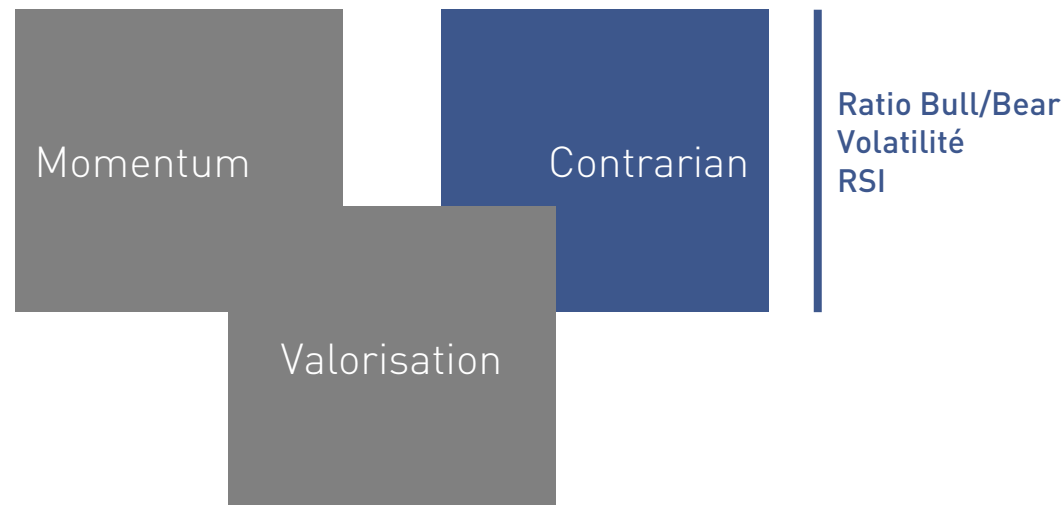 Momentum
Contrarian
Ratio Bull/Bear
Volatilité
RSI
Valorisation